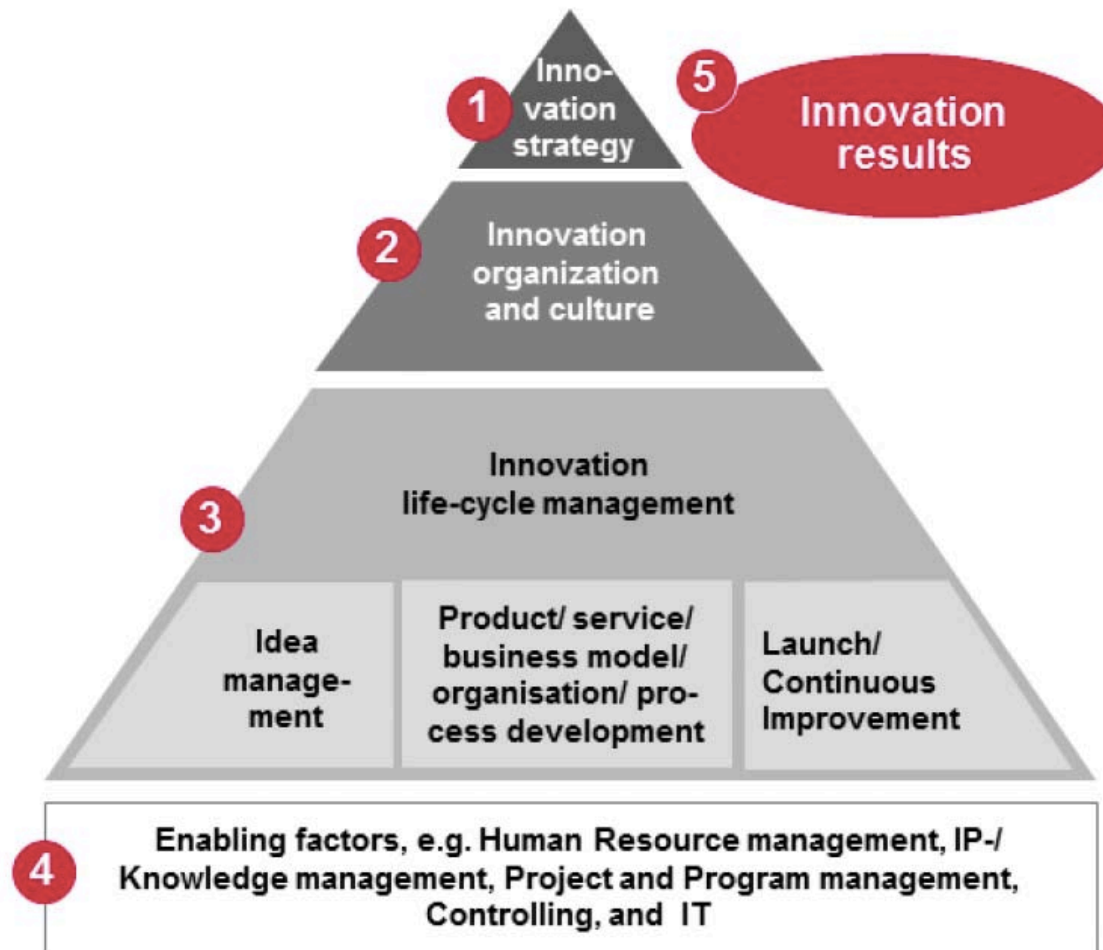 1
Inno-
vation
strategy
5
Innovation
results
2
Innovation
organization
and culture
3
Innovation
life-cycle management
Idea
manage-
ment
Product/ service/
business model/
organisation/ pro-
cess development
Launch/
Continuous
Improvement
4
Enabling factors, e.g. Human Resource management, IP-/
Knowledge management, Project and Program management,
Controlling, and IT